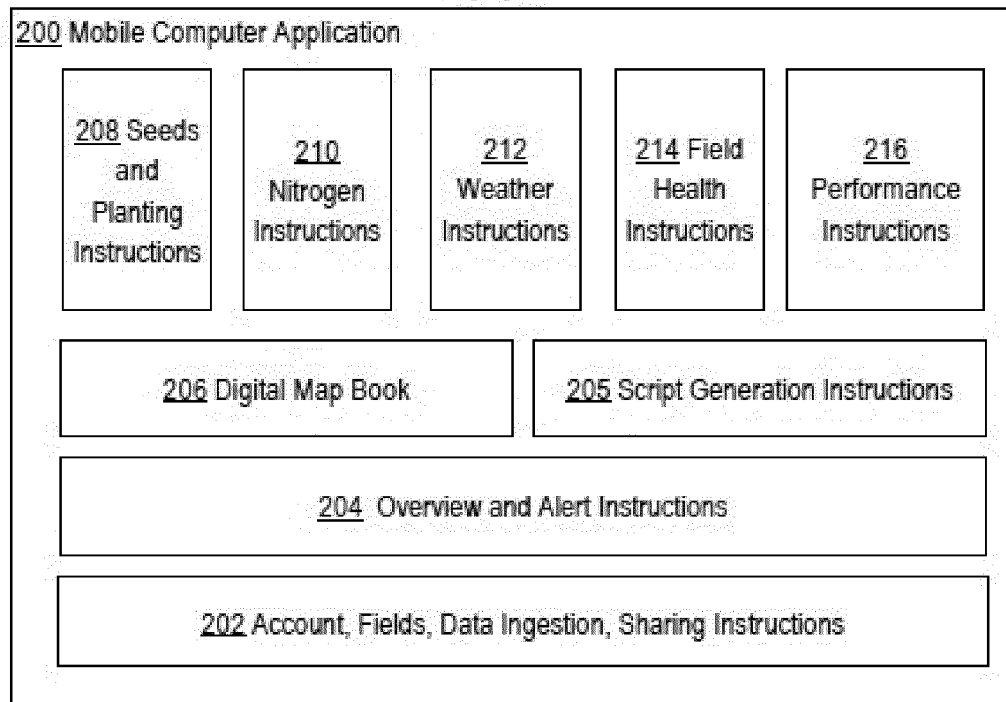 200 Mobile Computer Application
208 Seeds
and
Planting
Instructions
210
Nitrogen
Instructions
212
Weather
Instructions
214 Field
Health
Instructions
216
Performance
Instructions
206 Digital Map Book
205 Script Generation Instructions
204 Overview and Alert Instructions
202 Account, Fields, Data Ingestion, Sharing Instructions